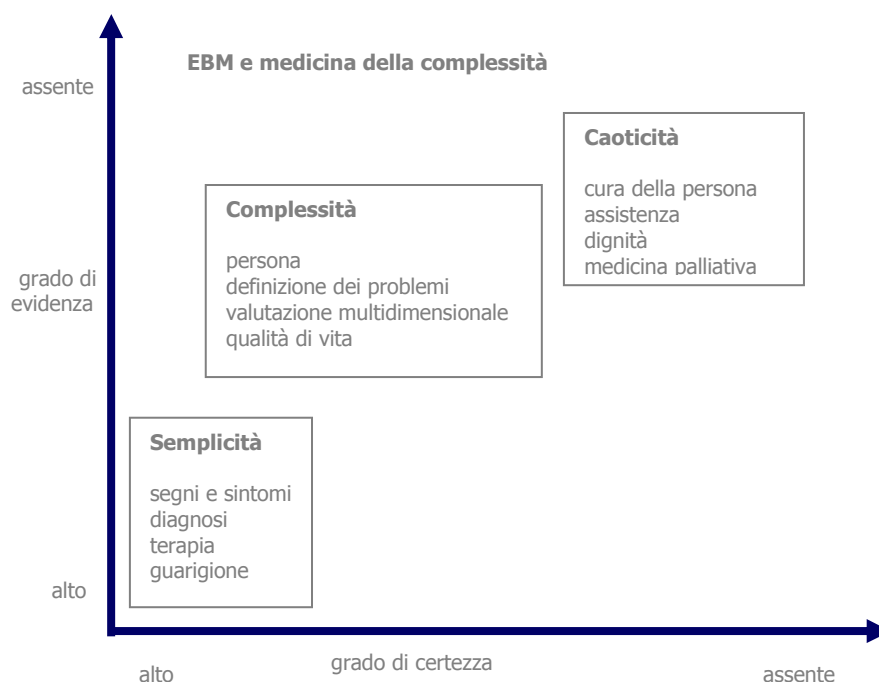 EBM e medicina della complessità
assente
Caoticità
cura della persona
assistenza
dignità
medicina palliativa
Complessità
persona
definizione dei problemi
valutazione multidimensionale
qualità di vita
grado di
evidenza
Semplicità
segni e sintomi
diagnosi
terapia
guarigione
alto
alto
grado di certezza
assente